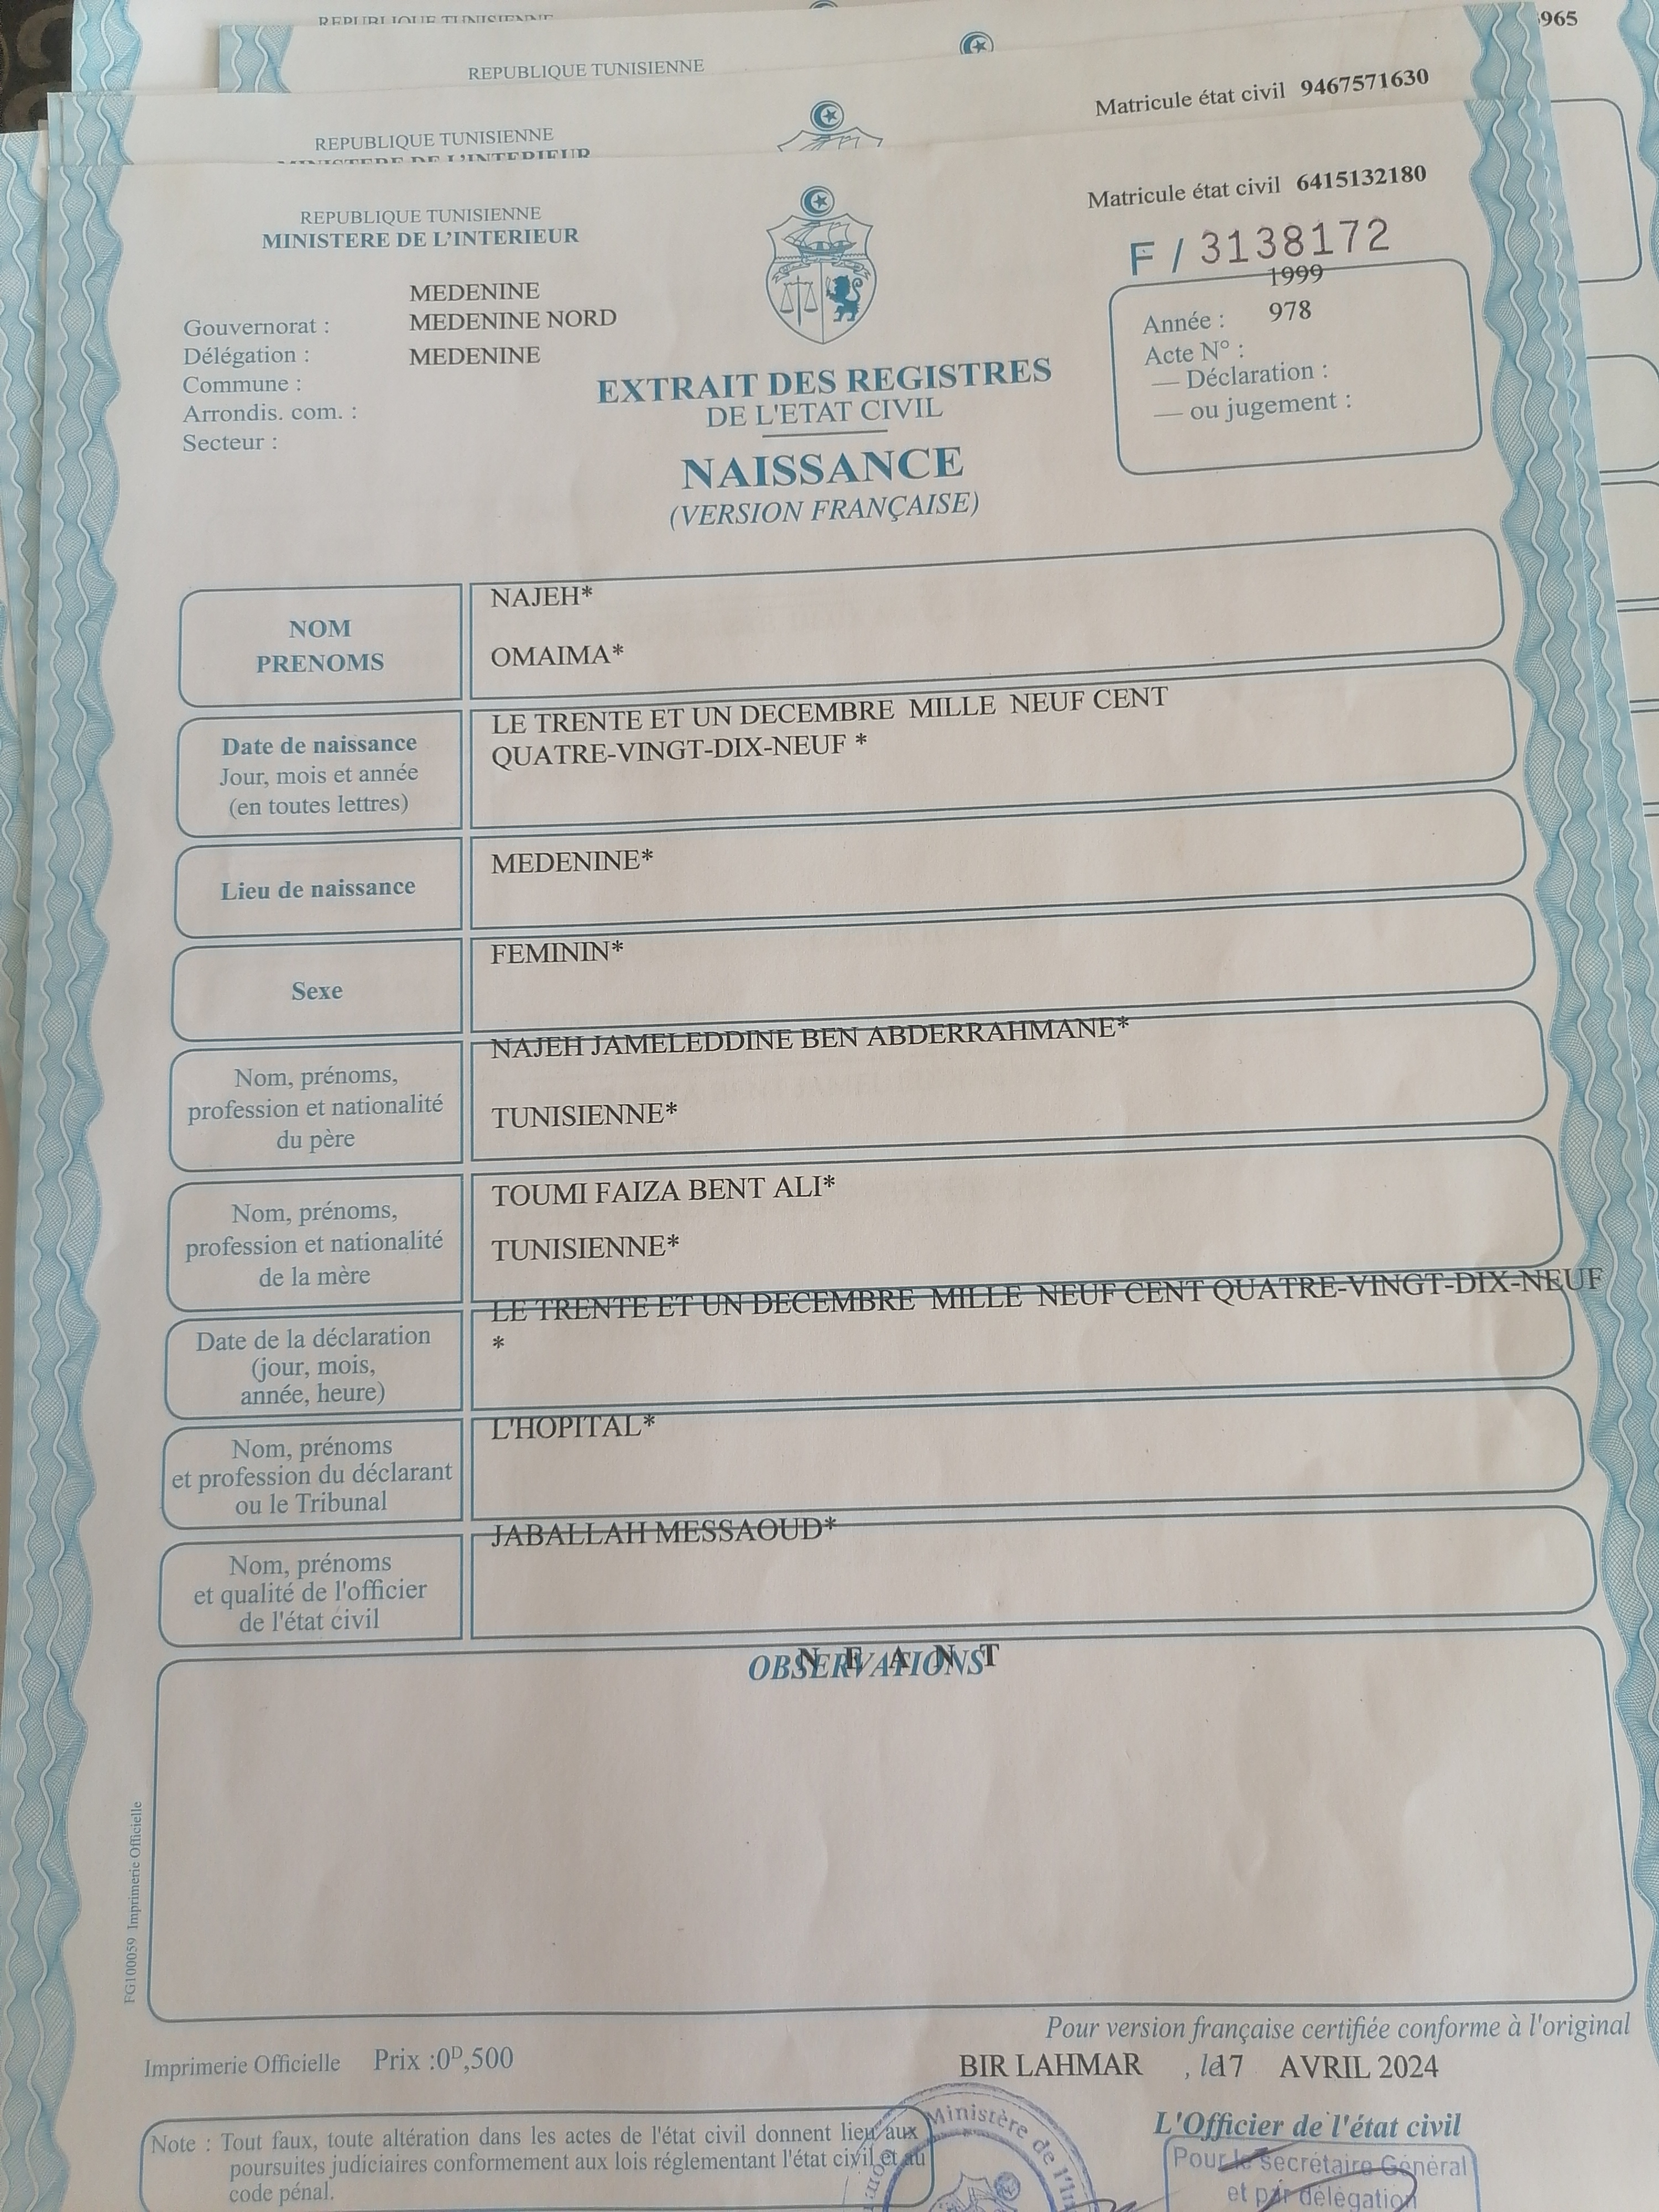 REPUBLIQUE TUNISIENNE
965
REPUBLIQUE TUNISIENNE
Matricule état civil 9467571630
REPUBLIQUE TUNISIENNE
MINISTERE DE L'INTERIEUR
Matricule état civil 6415132180
REPUBLIQUE TUNISIENNE
MINISTERE DE L'INTERIEUR
F / 3138172
1999
MEDENINE
Gouvernorat : MEDENINE NORD
Délégation : MEDENINE
Commune :
Arrondis. com. :
Secteur :
Année : 978
Acte N° :
— Déclaration :
— ou jugement :
EXTRAIT DES REGISTRES
DE L'ETAT CIVIL
NAISSANCE
(VERSION FRANÇAISE)
NOM
PRENOMS
NAJEH*
OMAIMA*
Date de naissance
Jour, mois et année
(en toutes lettres)
LE TRENTE ET UN DECEMBRE MILLE NEUF CENT
QUATRE-VINGT-DIX-NEUF *
Lieu de naissance
MEDENINE*
Sexe
FEMININ*
Nom, prénoms,
profession et nationalité
du père
NAJEH JAMELEDDINE BEN ABDERRAHMANE*
TUNISIENNE*
Nom, prénoms,
profession et nationalité
de la mère
TOUMI FAIZA BENT ALI*
TUNISIENNE*
Date de la déclaration
(jour, mois,
année, heure)
LE TRENTE ET UN DECEMBRE MILLE NEUF CENT QUATRE-VINGT-DIX-NEUF
*
Nom, prénoms
et profession du déclarant
ou le Tribunal
L'HOPITAL*
Nom, prénoms
et qualité de l'officier
de l'état civil
JABALLAH MESSAOUD*
OBSERVATIONS
N E A N T
FG100059 Imprimerie Officielle
Pour version française certifiée conforme à l'original
Imprimerie Officielle Prix :0D,500
BIR LAHMAR , le 17 AVRIL 2024
L'Officier de l'état civil
Note : Tout faux, toute altération dans les actes de l'état civil donnent lieu aux
poursuites judiciaires conformement aux lois réglementant l'état civil et au
code pénal.
Ministère de l'In
Pour le Secrétaire Général
et par délégation